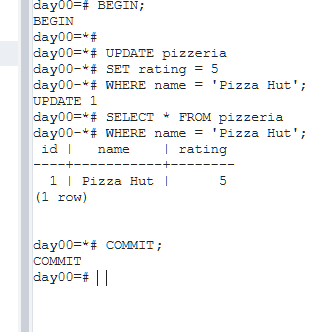 day00=# BEGIN;
BEGIN
day00=*#
day00=*# UPDATE pizzeria
day00-*# SET rating = 5
day00-*# WHERE name = 'Pizza Hut';
UPDATE 1
day00=*# SELECT * FROM pizzeria
day00-*# WHERE name = 'Pizza Hut';
 id |   name    | rating
----+-----------+--------
  1 | Pizza Hut |      5
(1 row)
day00=*# COMMIT;
COMMIT
day00=#